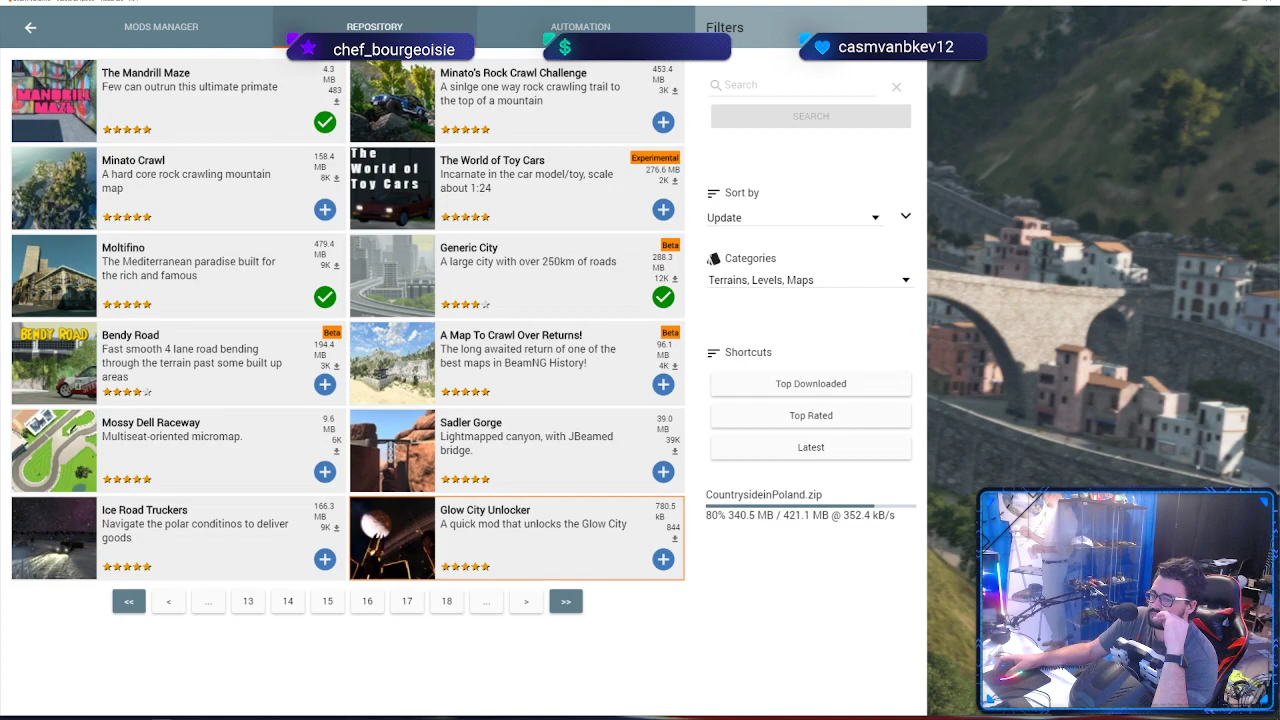 MODS MANAGER
REPOSITORY
AUTOMATION
Filters
chef_bourgeoisie
$
casmvanbkev12
The Mandrill Maze
Few can outrun this ultimate primate
4.3
MB
483
MANDRILL
MAZE
Minato's Rock Crawl Challenge
A sinlge one way rock crawling trail to
the top of a mountain
453.4
MB
3K
Minato Crawl
A hard core rock crawling mountain
map
158.4
MB
8K
The
World of
Toy Cars
The World of Toy Cars
Incarnate in the car model/toy, scale
about 1:24
Experimental
276.6 MB
2K
Moltifino
The Mediterranean paradise built for
the rich and famous
479.4
MB
9K
Generic City
A large city with over 250km of roads
Beta
288.3
MB
12K
BENDY ROAD
Bendy Road
Fast smooth 4 lane road bending
through the terrain past some built up
areas
Beta
194.4
MB
3K
A Map To Crawl Over Returns!
The long awaited return of one of the
best maps in BeamNG History!
Beta
96.1
MB
4K
Mossy Dell Raceway
Multiseat-oriented micromap.
9.6
MB
6K
Sadler Gorge
Lightmapped canyon, with JBeamed
bridge.
39.0
MB
39K
Ice Road Truckers
Navigate the polar conditinos to deliver
goods
166.3
MB
9K
Glow City Unlocker
A quick mod that unlocks the Glow City
780.5
kB
844
<< < ... 13 14 15 16 17 18 ... > >>
Search
SEARCH
Sort by
Update
Categories
Terrains, Levels, Maps
Shortcuts
Top Downloaded
Top Rated
Latest
CountrysideinPoland.zip
80% 340.5 MB / 421.1 MB @ 352.4 kB/s